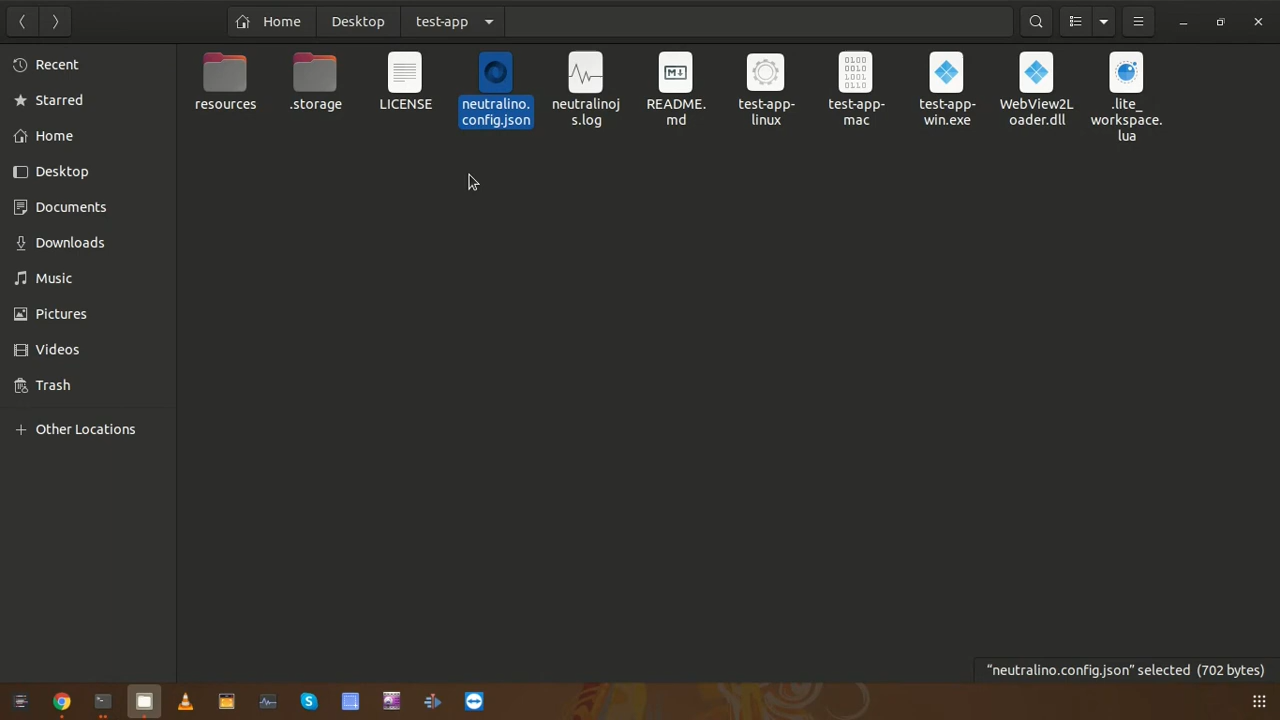 Home
Desktop
test-app
Recent
Starred
Home
Desktop
Documents
Downloads
Music
Pictures
Videos
Trash
Other Locations
resources
.storage
LICENSE
neutralino.
config.json
neutralinoj
s.log
README.
md
test-app-
linux
test-app-
mac
test-app-
win.exe
WebView2L
oader.dll
.lite_
workspace.
lua
“neutralino.config.json” selected (702 bytes)